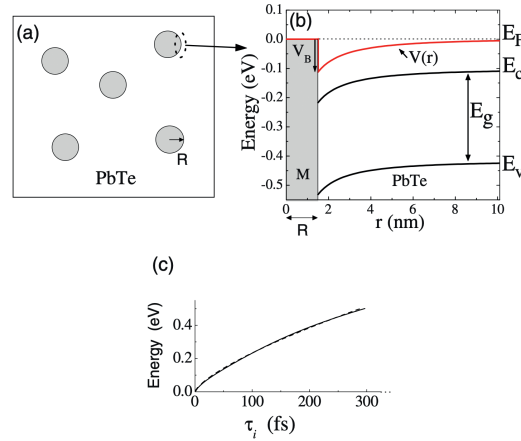 (a)
R
PbTe
(b)
Energy (eV)
0.0
-0.1
-0.2
-0.3
-0.4
-0.5
V_B
V(r)
E_F
E_c
E_g
E_v
M
PbTe
0 2 4 6 8 10
R
r (nm)
(c)
Energy (eV)
0.4
0.2
0.0
0 100 200 300
τ_i (fs)